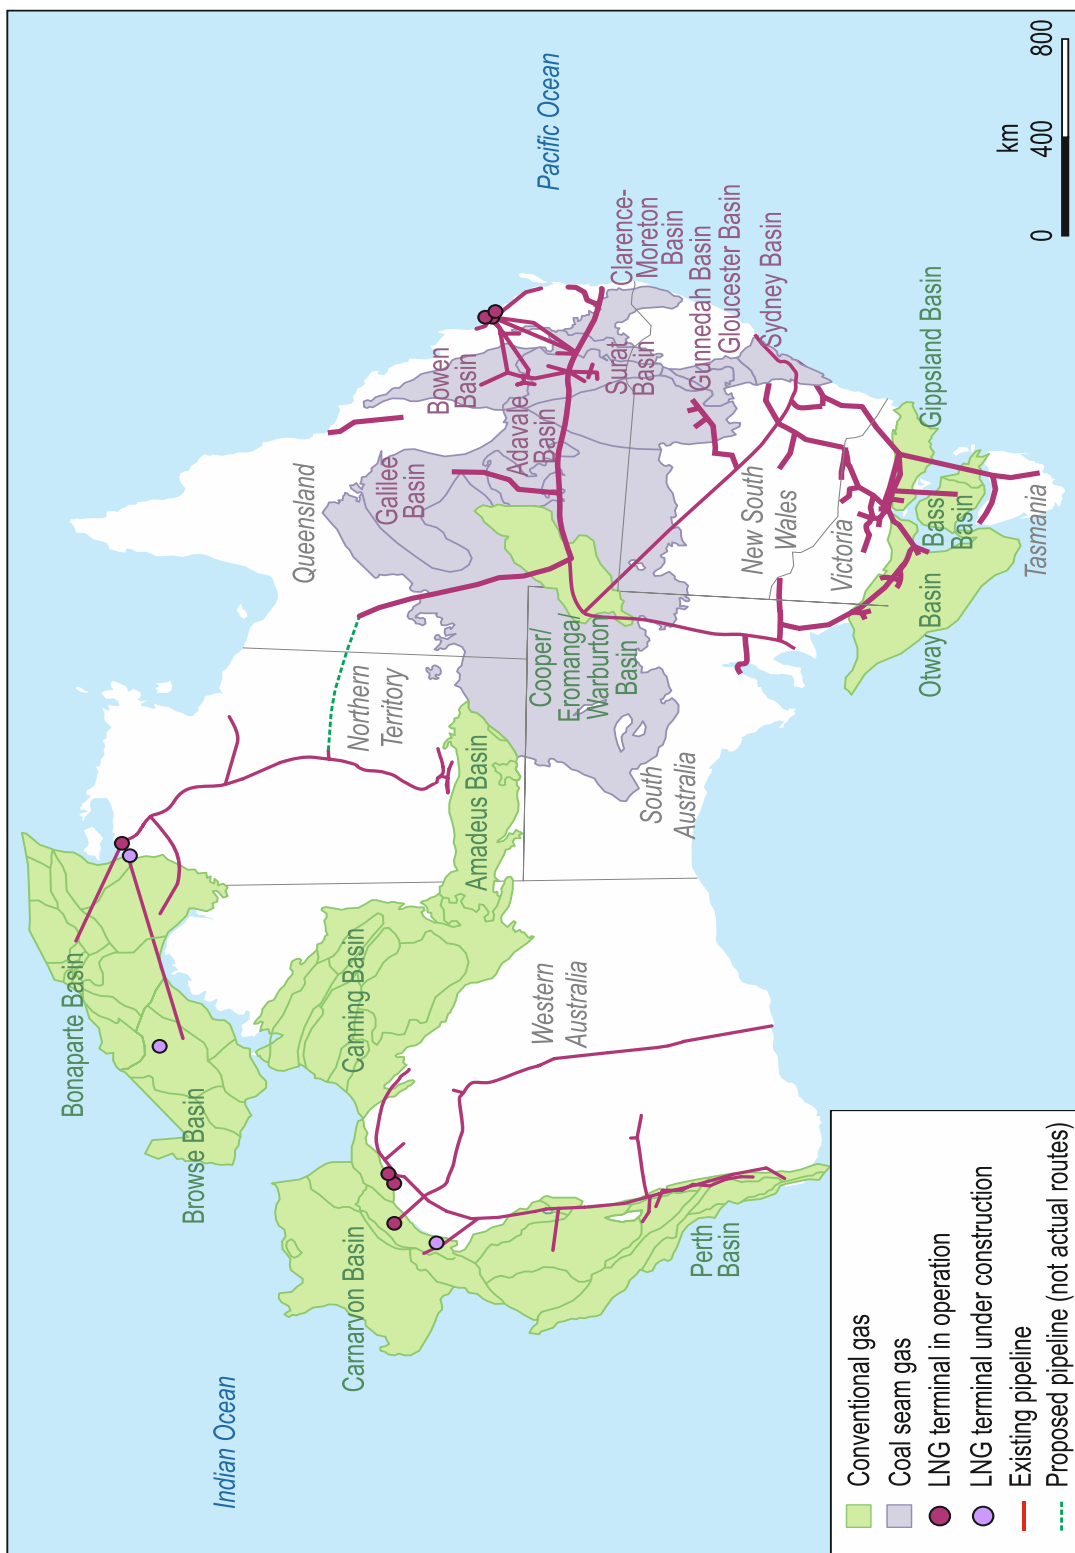 Indian Ocean
Pacific Ocean
Bonaparte Basin
Browse Basin
Carnarvon Basin
Canning Basin
Perth
Basin
Amadeus Basin
Western
Australia
Northern
Territory
South
Australia
Queensland
New South
Wales
Victoria
Tasmania
Galilee
Basin
Bowen
Basin
Adavale
Basin
Cooper/
Eromanga/
Warburton
Basin
Surat
Basin
Clarence-
Moreton
Basin
Gunnedah Basin
Gloucester Basin
Sydney Basin
Gippsland Basin
Bass
Basin
Otway Basin
Conventional gas
Coal seam gas
LNG terminal in operation
LNG terminal under construction
Existing pipeline
Proposed pipeline (not actual routes)
km
0 400 800